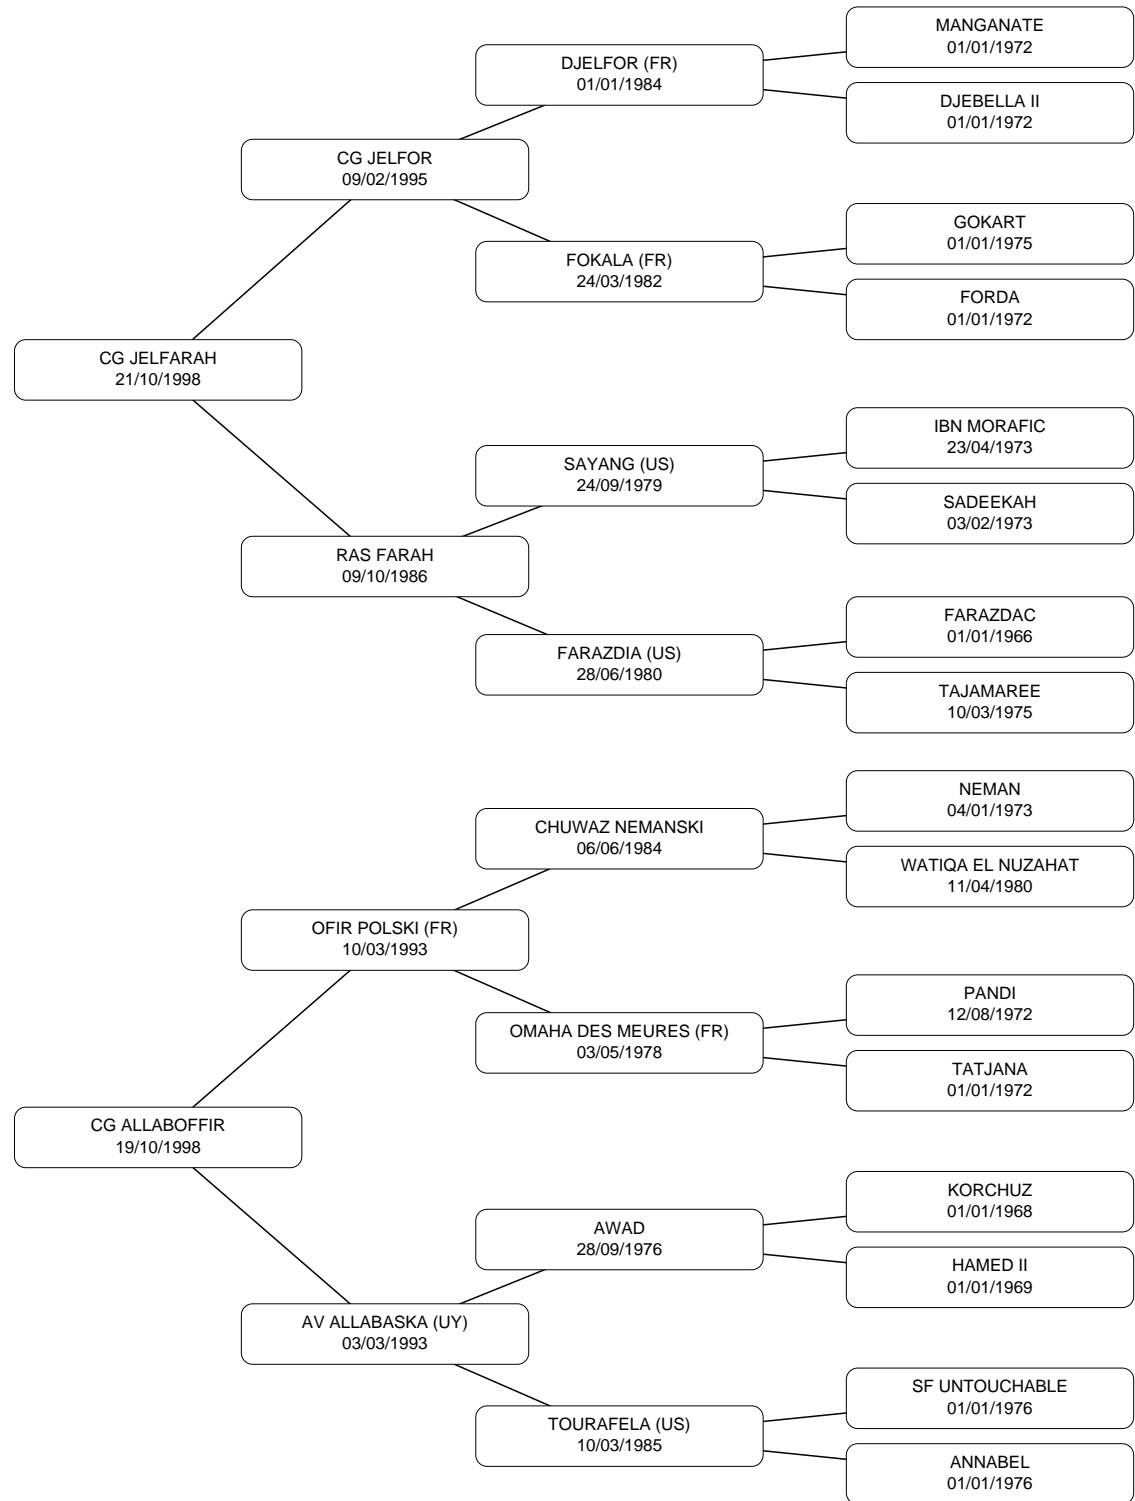 MANGANATE
01/01/1972
DJELFOR (FR)
01/01/1984
DJEBELLA II
01/01/1972
CG JELFOR
09/02/1995
GOKART
01/01/1975
FOKALA (FR)
24/03/1982
FORDA
01/01/1972
CG JELFARAH
21/10/1998
IBN MORAFIC
23/04/1973
SAYANG (US)
24/09/1979
SADEEKAH
03/02/1973
RAS FARAH
09/10/1986
FARAZDAC
01/01/1966
FARAZDIA (US)
28/06/1980
TAJAMAREE
10/03/1975
NEMAN
04/01/1973
CHUWAZ NEMANSKI
06/06/1984
WATIQA EL NUZAHAT
11/04/1980
OFIR POLSKI (FR)
10/03/1993
PANDI
12/08/1972
OMAHA DES MEURES (FR)
03/05/1978
TATJANA
01/01/1972
CG ALLABOFFIR
19/10/1998
KORCHUZ
01/01/1968
AWAD
28/09/1976
HAMED II
01/01/1969
AV ALLABASKA (UY)
03/03/1993
SF UNTOUCHABLE
01/01/1976
TOURAFELA (US)
10/03/1985
ANNABEL
01/01/1976